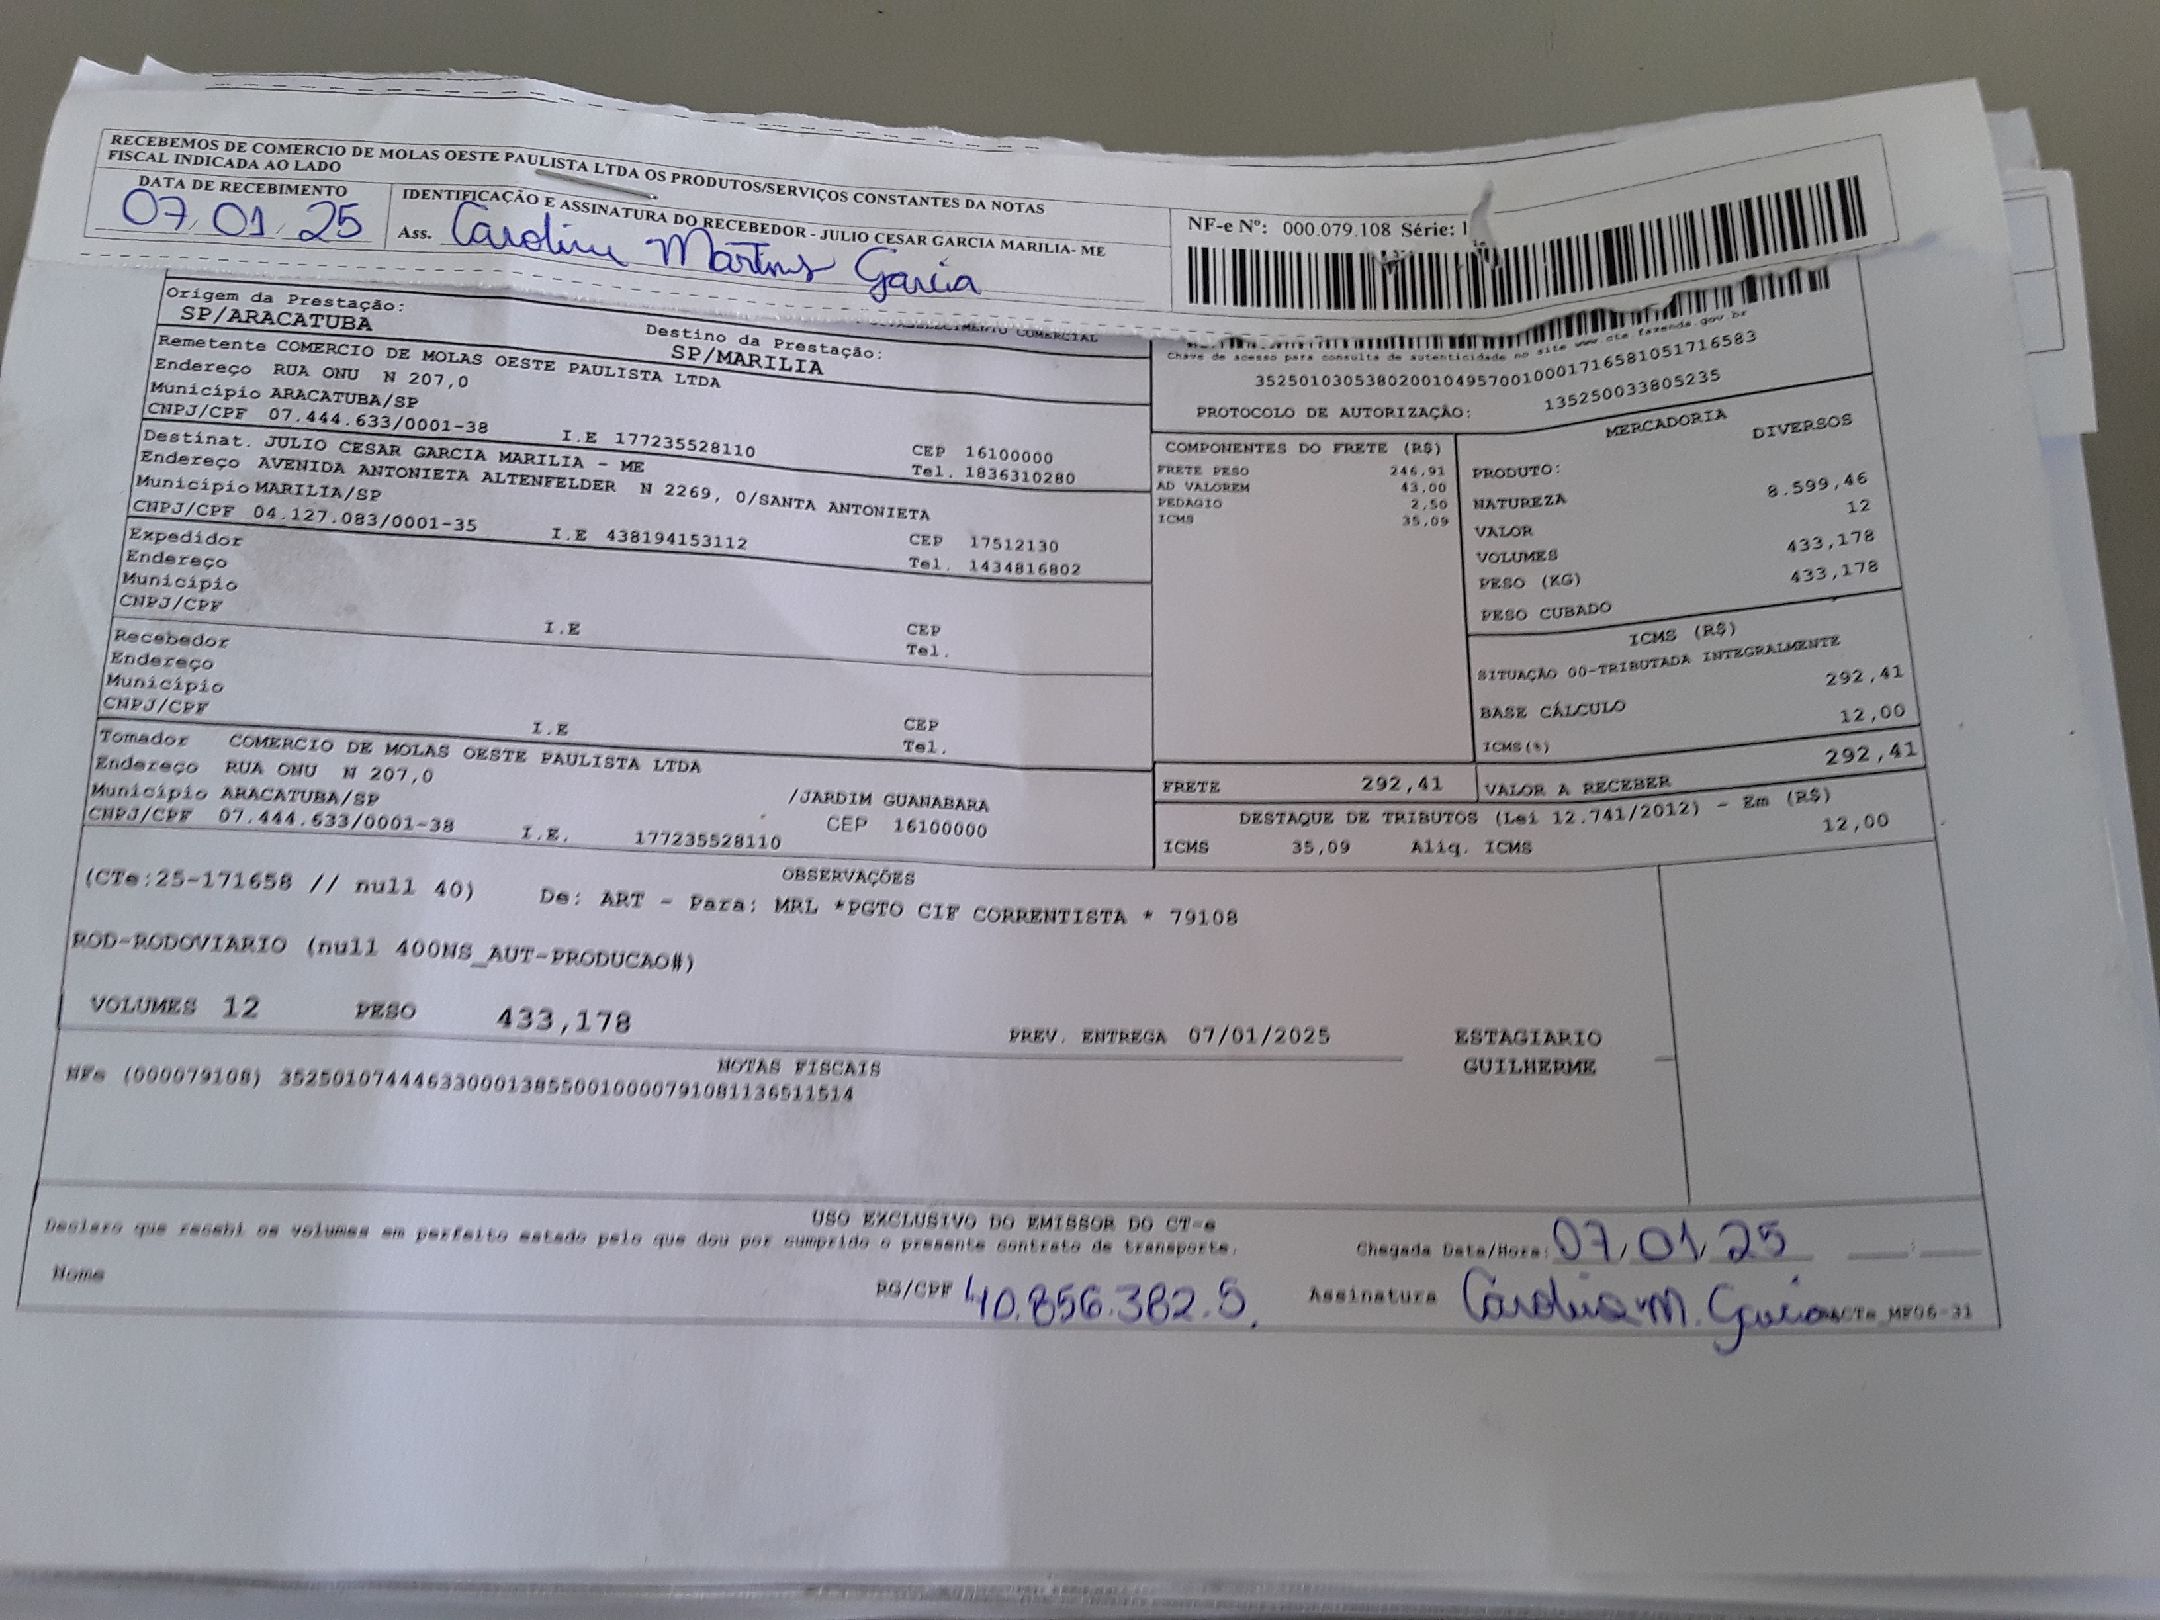 RECEBEMOS DE COMERCIO DE MOLAS OESTE PAULISTA LTDA OS PRODUTOS/SERVIÇOS CONSTANTES DA NOTAS
FISCAL INDICADA AO LADO
DATA DE RECEBIMENTO
07/01/25
IDENTIFICAÇÃO E ASSINATURA DO RECEBEDOR - JULIO CESAR GARCIA MARILIA- ME
Ass. Caroline Martins Garcia
NF-e Nº: 000.079.108 Série: 1
Origem da Prestação:
SP/ARACATUBA
Destino da Prestação:
SP/MARILIA
Remetente COMERCIO DE MOLAS OESTE PAULISTA LTDA
Endereço RUA ONU N 207,0
Município ARACATUBA/SP
CNPJ/CPF 07.444.633/0001-38 I.E 177235528110
CEP 16100000
Tel. 1836310280
Destinat. JULIO CESAR GARCIA MARILIA - ME
Endereço AVENIDA ANTONIETA ALTENFELDER N 2269, 0/SANTA ANTONIETA
Município MARILIA/SP
CNPJ/CPF 04.127.083/0001-35 I.E 438194153112
CEP 17512130
Tel. 1434816802
Expedidor
Endereço
Município
CNPJ/CPF
I.E
CEP
Tel.
Recebedor
Endereço
Município
CNPJ/CPF
I.E
CEP
Tel.
Tomador COMERCIO DE MOLAS OESTE PAULISTA LTDA
Endereço RUA ONU N 207,0
/JARDIM GUANABARA
Município ARACATUBA/SP
CEP 16100000
CNPJ/CPF 07.444.633/0001-38 I.E. 177235528110
Chave de acesso para consulta de autenticidade no site www.cte.fazenda.gov.br
35250103053802001049570010001716581051716583
PROTOCOLO DE AUTORIZAÇÃO: 135250033805235
COMPONENTES DO FRETE (R$)
FRETE PESO 246,91
AD VALOREM 43,00
PEDAGIO 2,50
ICMS 35,09
MERCADORIA
PRODUTO: DIVERSOS
NATUREZA
VALOR 8.599,46
VOLUMES 12
PESO (KG) 433,178
PESO CUBADO 433,178
ICMS (R$)
SITUAÇÃO 00-TRIBUTADA INTEGRALMENTE
BASE CÁLCULO 292,41
ICMS(%) 12,00
FRETE 292,41
VALOR A RECEBER 292,41
DESTAQUE DE TRIBUTOS (Lei 12.741/2012) - Em (R$)
ICMS 35,09 Aliq. ICMS 12,00
OBSERVAÇÕES
(CTe:25-171658 // null 40) De: ART - Para: MRL *PGTO CIF CORRENTISTA * 79108
ROD-RODOVIARIO (null 400NS_AUT-PRODUCAO#)
VOLUMES 12 PESO 433,178
PREV. ENTREGA 07/01/2025
ESTAGIARIO
GUILHERME
NOTAS FISCAIS
NFe (000079108) 35250107444633000138550010000791081136511514
USO EXCLUSIVO DO EMISSOR DO CT-e
Declaro que recebi os volumes em perfeito estado pelo que dou por cumprido o presente contrato de transporte.
Chegada Data/Hora: 07/01/25
Nome
RG/CPF 40.856.382.5
Assinatura Caroline M. Garcia